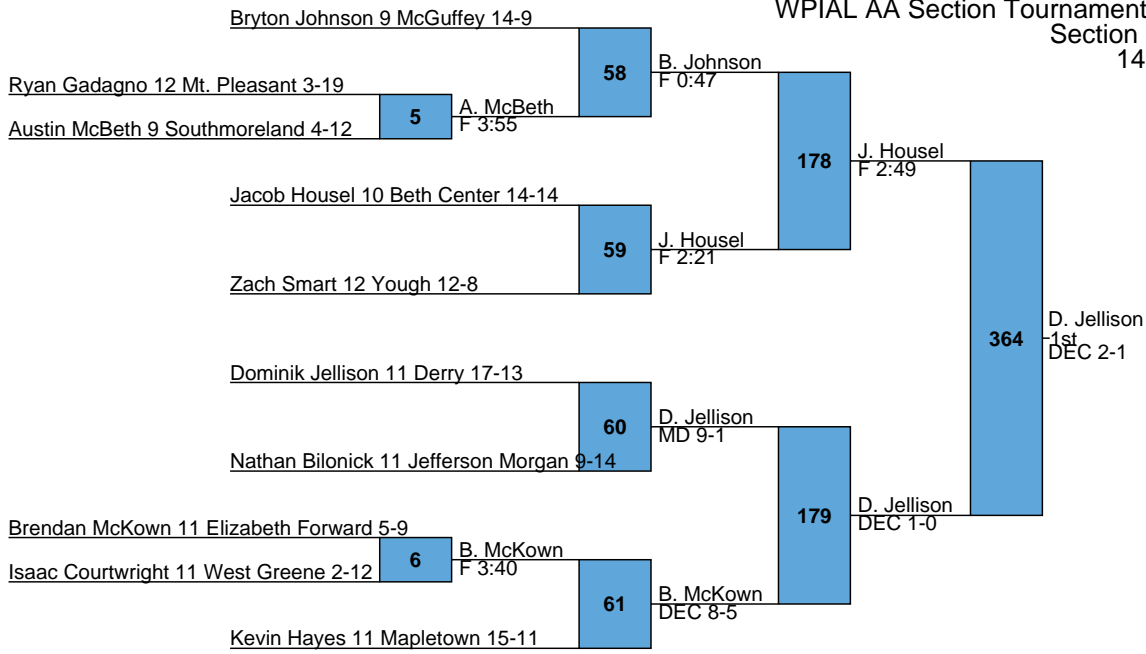 WPIAL AA Section Tournament
Section
14
Bryton Johnson 9 McGuffey 14-9
58
B. Johnson
F 0:47
Ryan Gadagno 12 Mt. Pleasant 3-19
5
A. McBeth
F 3:55
Austin McBeth 9 Southmoreland 4-12
178
J. Housel
F 2:49
Jacob Housel 10 Beth Center 14-14
59
J. Housel
F 2:21
Zach Smart 12 Yough 12-8
364
D. Jellison
1st
DEC 2-1
Dominik Jellison 11 Derry 17-13
60
D. Jellison
MD 9-1
Nathan Bilonick 11 Jefferson Morgan 9-14
179
D. Jellison
DEC 1-0
Brendan McKown 11 Elizabeth Forward 5-9
6
B. McKown
F 3:40
Isaac Courtwright 11 West Greene 2-12
61
B. McKown
DEC 8-5
Kevin Hayes 11 Mapletown 15-11